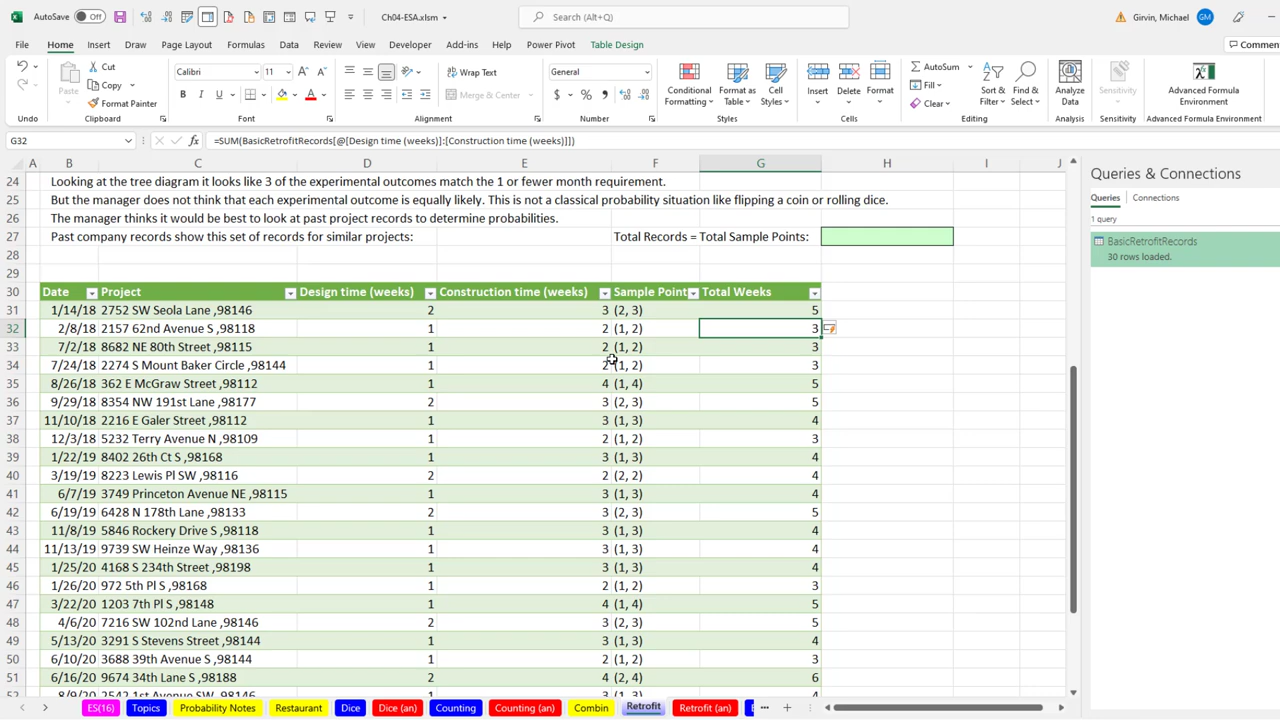 AutoSave Off Ch04-ESA.xlsm Search (Alt+Q) Girvin, Michael GM
File Home Insert Draw Page Layout Formulas Data Review View Developer Add-ins Help Power Pivot Table Design Commen
Cut Copy Format Painter Paste Calibri 11 Wrap Text Merge & Center General Conditional Formatting Format as Table Cell Styles Insert Delete Format AutoSum Fill Clear Sort & Filter Find & Select Analyze Data Sensitivity Advanced Formula Environment
Undo Clipboard Font Alignment Number Styles Cells Editing Analysis Sensitivity Advanced Formula Environment
G32 fx =SUM(BasicRetrofitRecords[@[Design time (weeks)]:[Construction time (weeks)]])
A B C D E F G H I J
24 Looking at the tree diagram it looks like 3 of the experimental outcomes match the 1 or fewer month requirement.
25 But the manager does not think that each experimental outcome is equally likely. This is not a classical probability situation like flipping a coin or rolling dice.
26 The manager thinks it would be best to look at past project records to determine probabilities.
27 Past company records show this set of records for similar projects: Total Records = Total Sample Points:
28
29
30 Date Project Design time (weeks) Construction time (weeks) Sample Point Total Weeks
31 1/14/18 2752 SW Seola Lane ,98146 2 3 (2, 3) 5
32 2/8/18 2157 62nd Avenue S ,98118 1 2 (1, 2) 3
33 7/2/18 8632 NE 80th Street ,98115 1 2 (1, 2) 3
34 7/24/18 2274 S Mount Baker Circle ,98144 1 2 (1, 2) 3
35 8/26/18 362 E McGraw Street ,98112 1 4 (1, 4) 5
36 9/29/18 8354 NW 191st Lane ,98177 2 3 (2, 3) 5
37 11/10/18 2216 E Galer Street ,98112 1 3 (1, 3) 4
38 12/3/18 5232 Terry Avenue N ,98109 1 2 (1, 2) 3
39 1/22/19 8402 26th Ct S ,98168 1 3 (1, 3) 4
40 3/19/19 8223 Lewis Pl SW ,98116 2 2 (2, 2) 4
41 6/7/19 3749 Princeton Avenue NE ,98115 1 3 (1, 3) 4
42 6/19/19 6428 N 178th Lane ,98133 2 3 (2, 3) 5
43 11/8/19 5846 Rockery Drive S ,98118 1 3 (1, 3) 4
44 11/13/19 9739 SW Heinze Way ,98136 1 3 (1, 3) 4
45 1/25/20 4168 S 234th Street ,98198 1 3 (1, 3) 4
46 1/26/20 972 5th Pl S ,98168 1 2 (1, 2) 3
47 3/22/20 1203 7th Pl S ,98148 1 4 (1, 4) 5
48 4/6/20 7216 SW 102nd Lane ,98146 2 3 (2, 3) 5
49 5/13/20 3291 S Stevens Street ,98144 1 3 (1, 3) 4
50 6/10/20 3688 39th Avenue S ,98144 1 2 (1, 2) 3
51 6/16/20 9674 34th Lane S ,98188 2 4 (2, 4) 6
52 8/9/20 2542 1st Avenue SW ,98146 1 3 (1, 3) 4
Queries & Connections
Queries Connections
1 query
BasicRetrofitRecords
30 rows loaded.
ES(16) Topics Probability Notes Restaurant Dice Dice (an) Counting Counting (an) Combin Retrofit Retrofit (an)